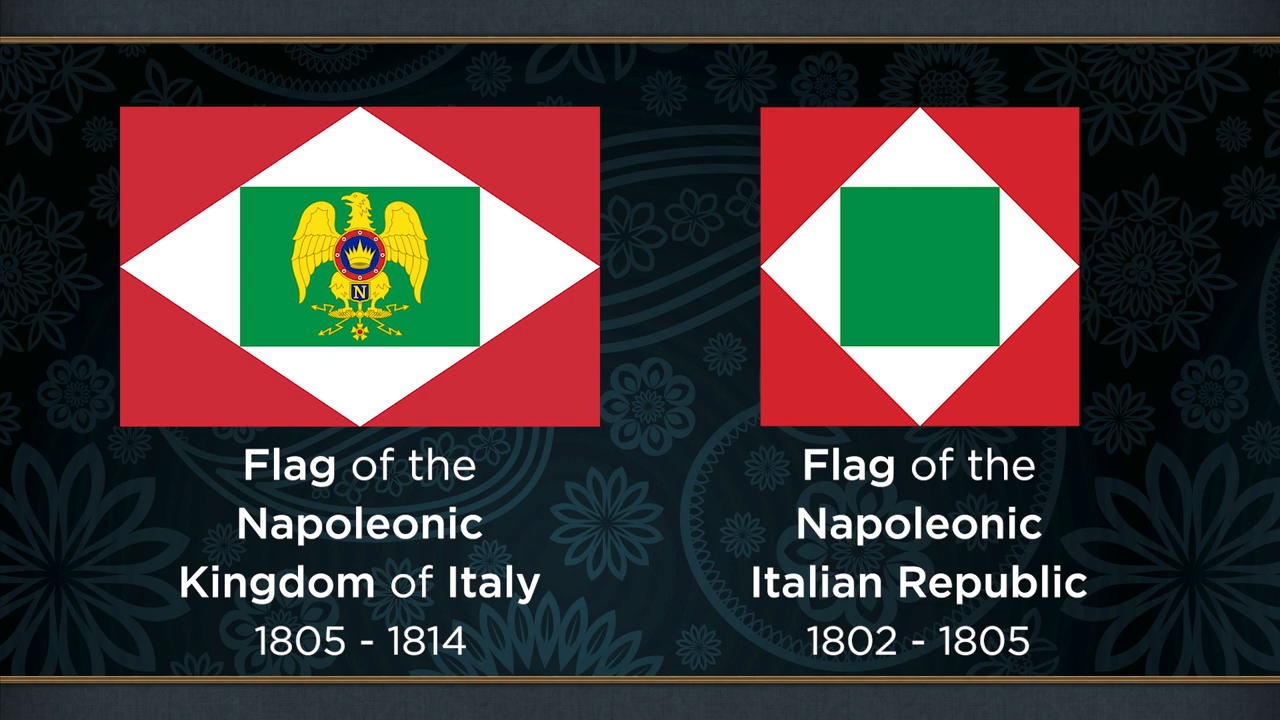 N
Flag of the
Napoleonic
Kingdom of Italy
1805 - 1814
Flag of the
Napoleonic
Italian Republic
1802 - 1805